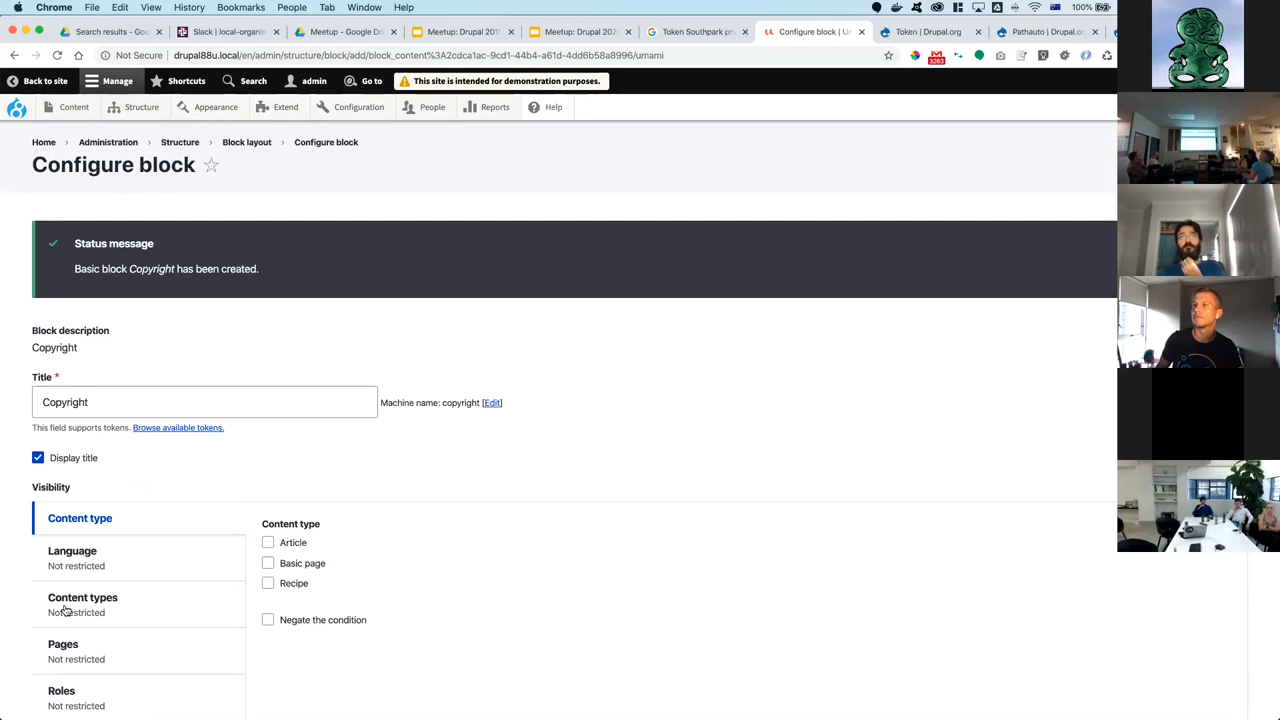 Chrome File Edit View History Bookmarks People Tab Window Help 100%
Search results - Goo
Slack | local-organis
Meetup - Google Dr
Meetup: Drupal 201
Meetup: Drupal 202
Token Southpark pn
Configure block | Um
Token | Drupal.org
Pathauto | Drupal.or
Not Secure drupal88u.local/en/admin/structure/block/add/block_content%3A2cdca1ac-9cd1-44b4-a61d-4dd6b58a8996/umami
3263
Back to site Manage Shortcuts Search admin Go to This site is intended for demonstration purposes.
Content Structure Appearance Extend Configuration People Reports Help
Home > Administration > Structure > Block layout > Configure block
Configure block
Status message
Basic block Copyright has been created.
Block description
Copyright
Title *
Copyright Machine name: copyright [Edit]
This field supports tokens. Browse available tokens.
Display title
Visibility
Content type
Language
Not restricted
Content types
Not restricted
Pages
Not restricted
Roles
Not restricted
Content type
Article
Basic page
Recipe
Negate the condition